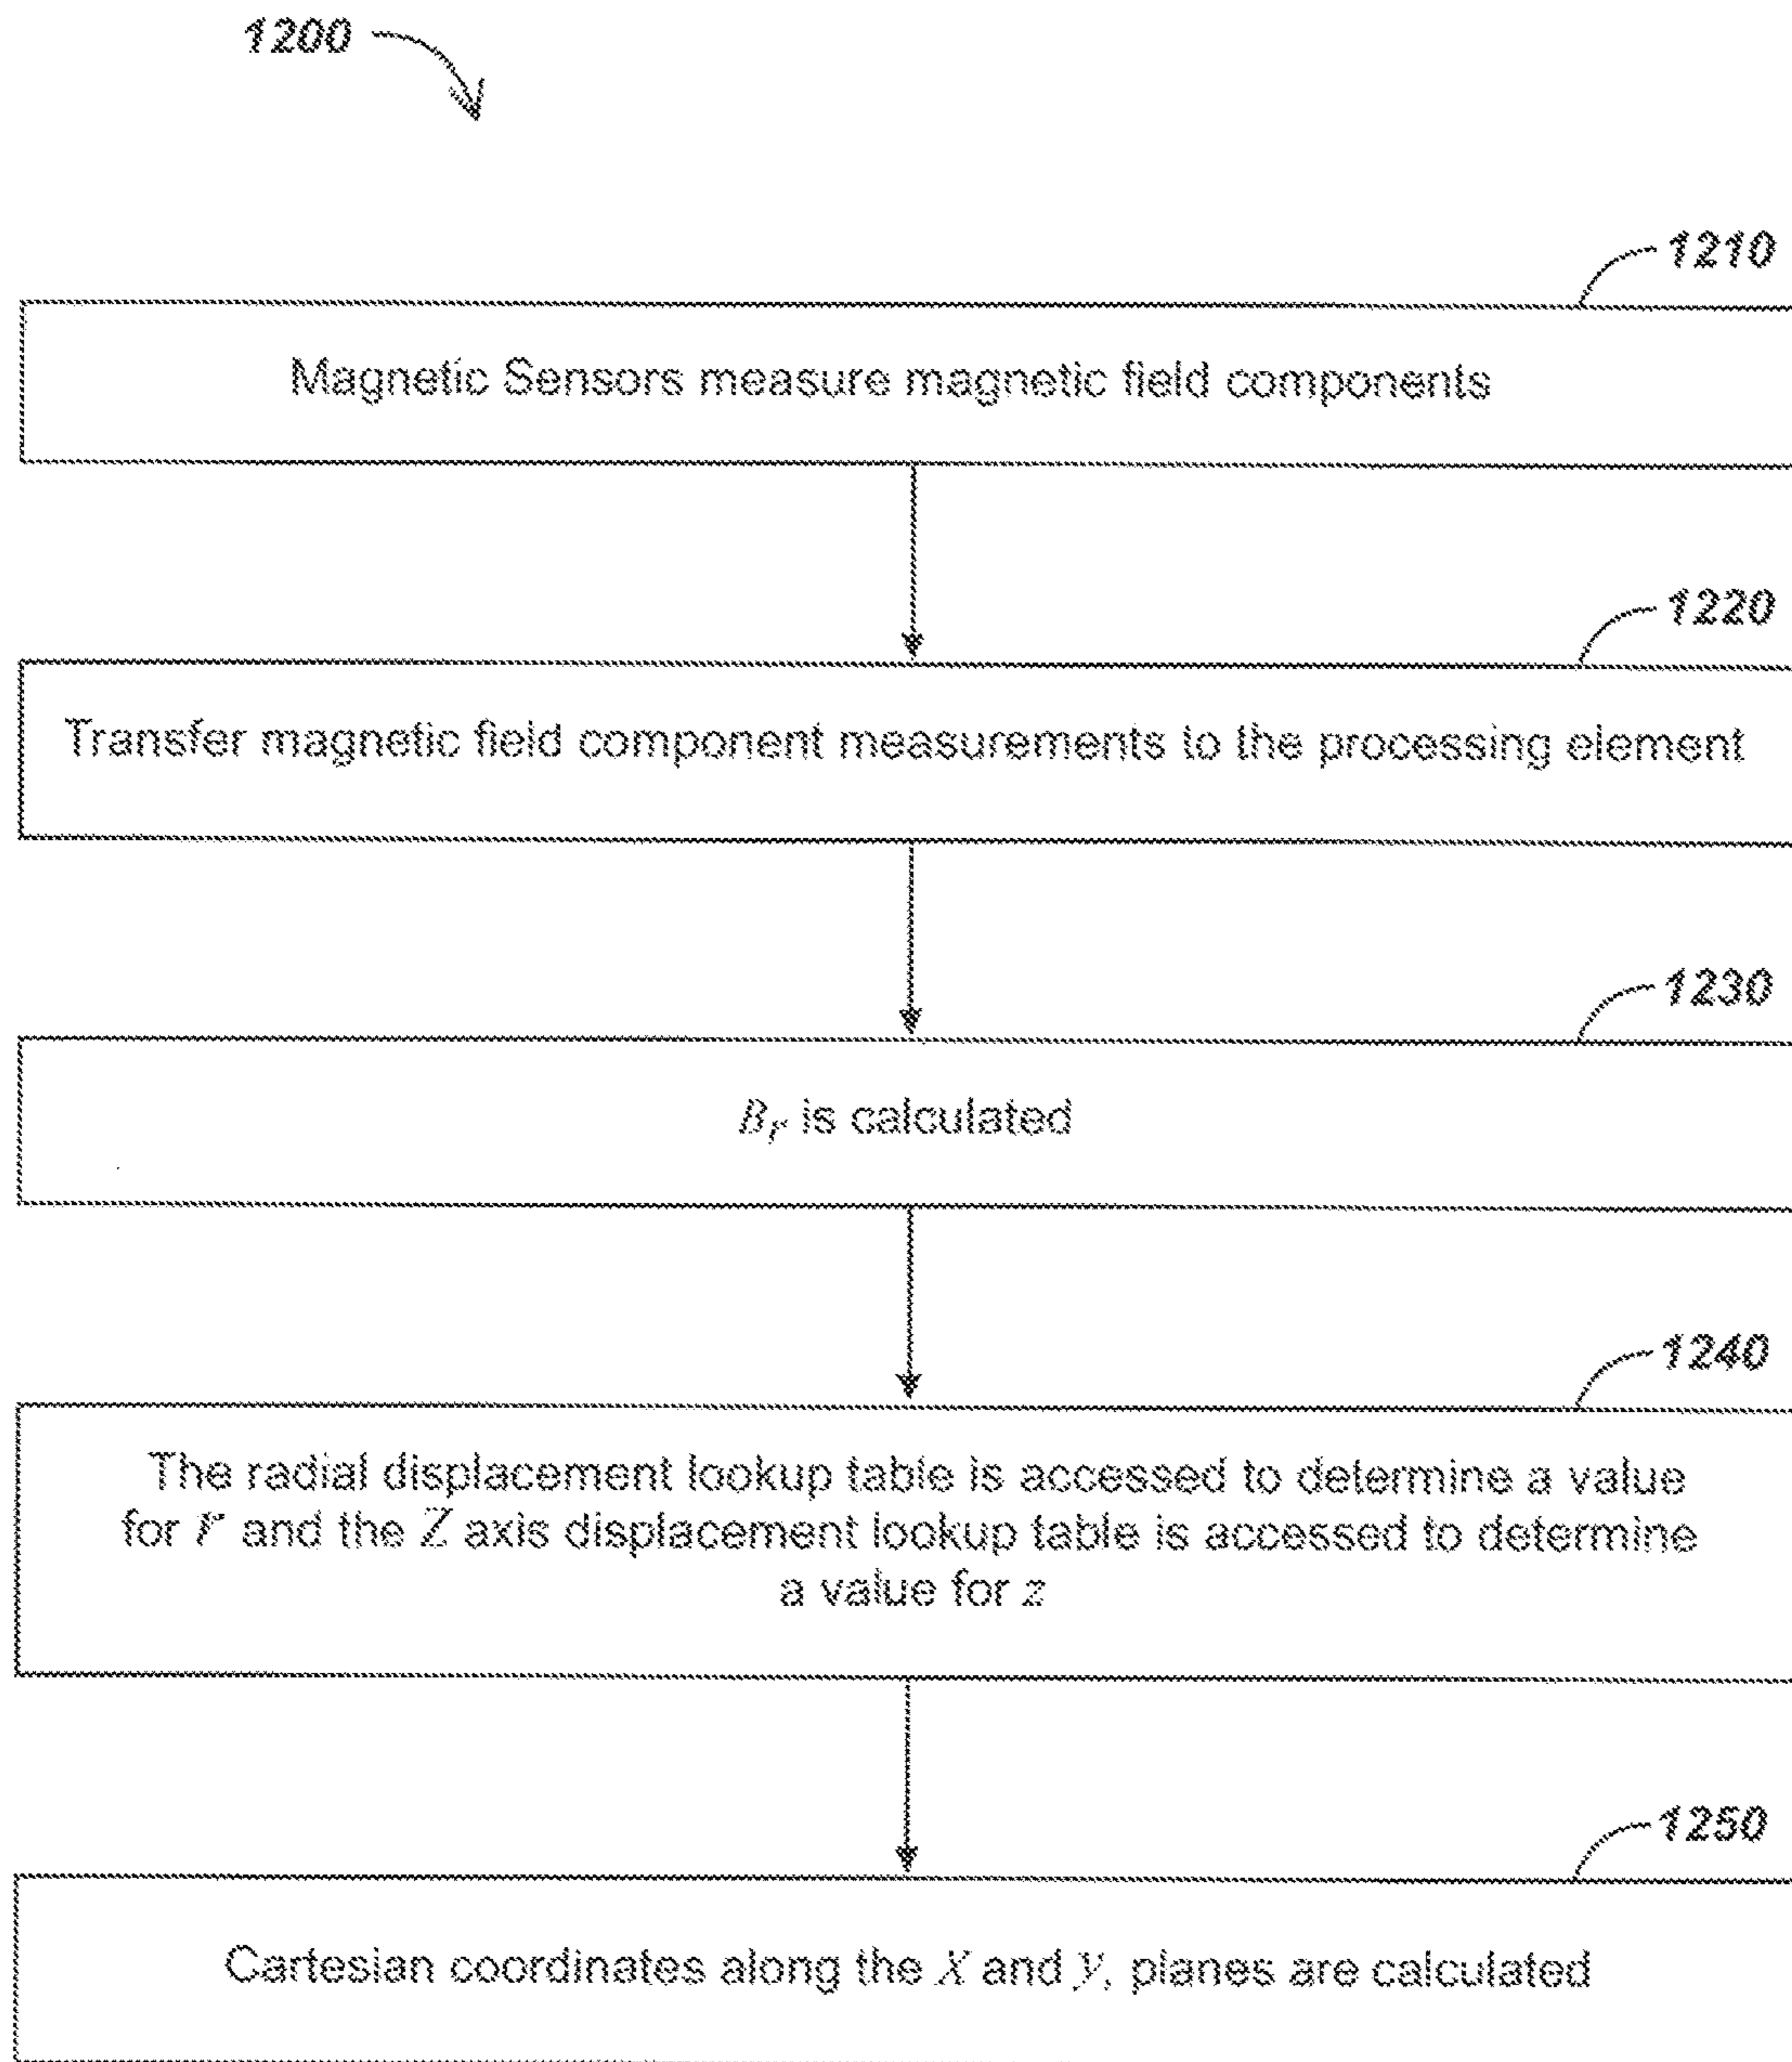 1200
1210
Magnetic Sensors measure magnetic field components
1220
Transfer magnetic field component measurements to the processing element
1230
Br is calculated
1240
The radial displacement lookup table is accessed to determine a value
for r and the Z axis displacement lookup table is accessed to determine
a value for z
1250
Cartesian coordinates along the X and y, planes are calculated